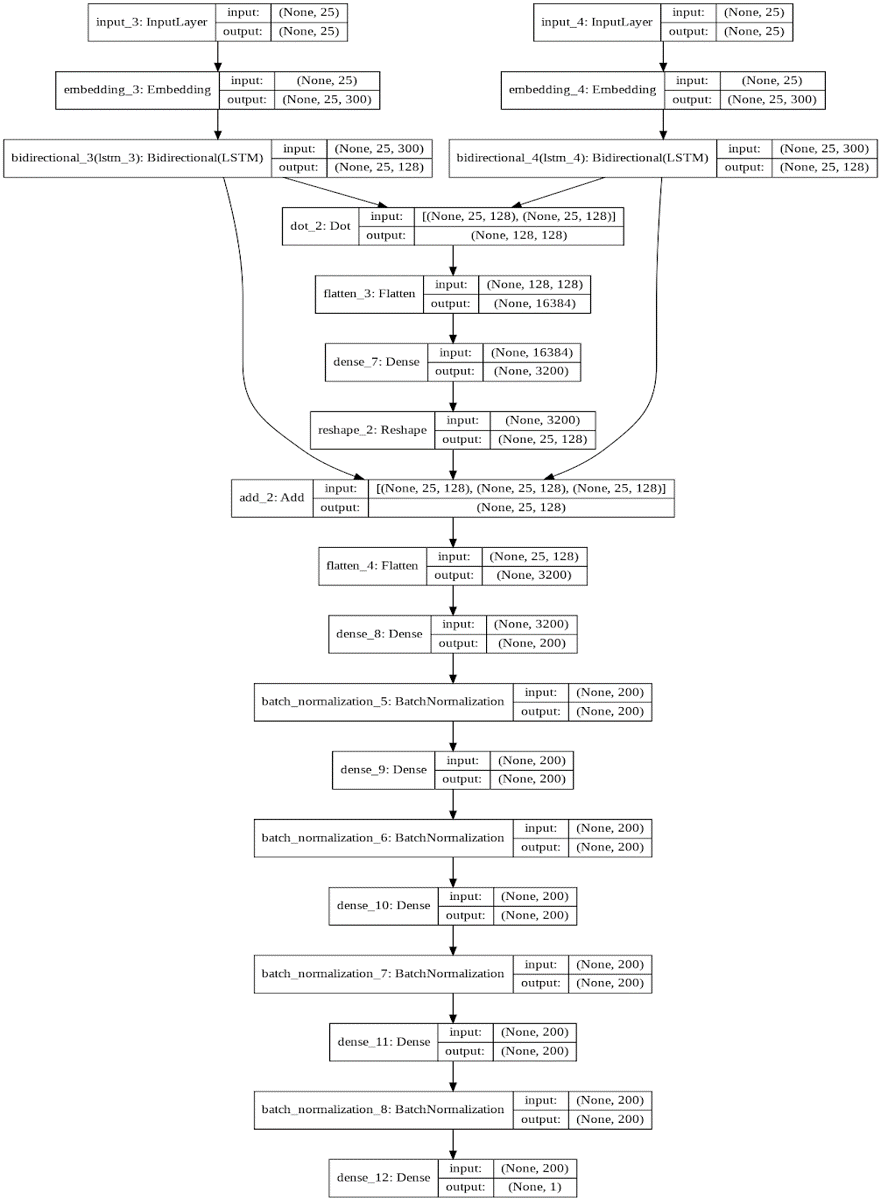 input_3: InputLayer input: (None, 25)
output: (None, 25)
input_4: InputLayer input: (None, 25)
output: (None, 25)
embedding_3: Embedding input: (None, 25)
output: (None, 25, 300)
embedding_4: Embedding input: (None, 25)
output: (None, 25, 300)
bidirectional_3(lstm_3): Bidirectional(LSTM) input: (None, 25, 300)
output: (None, 25, 128)
bidirectional_4(lstm_4): Bidirectional(LSTM) input: (None, 25, 300)
output: (None, 25, 128)
dot_2: Dot input: [(None, 25, 128), (None, 25, 128)]
output: (None, 128, 128)
flatten_3: Flatten input: (None, 128, 128)
output: (None, 16384)
dense_7: Dense input: (None, 16384)
output: (None, 3200)
reshape_2: Reshape input: (None, 3200)
output: (None, 25, 128)
add_2: Add input: [(None, 25, 128), (None, 25, 128), (None, 25, 128)]
output: (None, 25, 128)
flatten_4: Flatten input: (None, 25, 128)
output: (None, 3200)
dense_8: Dense input: (None, 3200)
output: (None, 200)
batch_normalization_5: BatchNormalization input: (None, 200)
output: (None, 200)
dense_9: Dense input: (None, 200)
output: (None, 200)
batch_normalization_6: BatchNormalization input: (None, 200)
output: (None, 200)
dense_10: Dense input: (None, 200)
output: (None, 200)
batch_normalization_7: BatchNormalization input: (None, 200)
output: (None, 200)
dense_11: Dense input: (None, 200)
output: (None, 200)
batch_normalization_8: BatchNormalization input: (None, 200)
output: (None, 200)
dense_12: Dense input: (None, 200)
output: (None, 1)